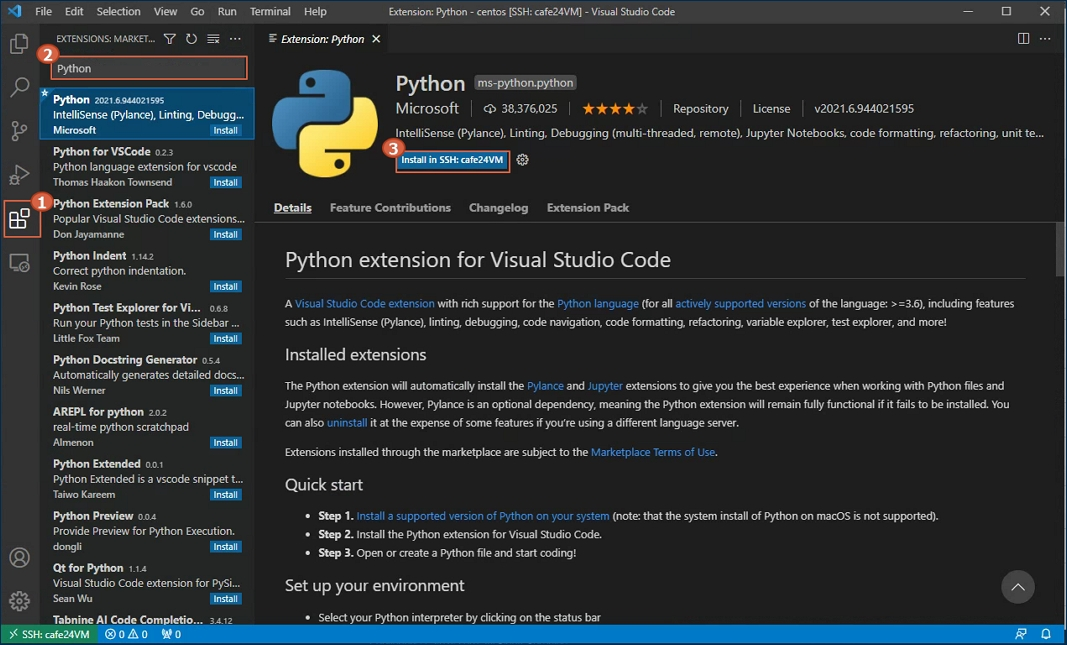 File Edit Selection View Go Run Terminal Help
Extension: Python - centos [SSH: cafe24VM] - Visual Studio Code
EXTENSIONS: MARKET...
Extension: Python
2
Python
Python 2021.6.944021595
IntelliSense (Pylance), Linting, Debugg...
Microsoft
Install
Python for VSCode 0.2.3
Python language extension for vscode
Thomas Haakon Townsend
Install
1
Python Extension Pack 1.6.0
Popular Visual Studio Code extensions...
Don Jayamanne
Install
Python Indent 1.14.2
Correct python indentation.
Kevin Rose
Install
Python Test Explorer for Vi... 0.6.8
Run your Python tests in the Sidebar ...
Little Fox Team
Install
Python Docstring Generator 0.5.4
Automatically generates detailed docs...
Nils Werner
Install
AREPL for python 2.0.2
real-time python scratchpad
Almenon
Install
Python Extended 0.0.1
Python Extended is a vscode snippet t...
Taiwo Kareem
Install
Python Preview 0.0.4
Provide Preview for Python Execution.
dongli
Install
Qt for Python 1.1.4
Visual Studio Code extension for PySi...
Sean Wu
Install
Tabnine AI Code Completio... 3.4.12
Python ms-python.python
Microsoft 38,376,025 Repository License v2021.6.944021595
IntelliSense (Pylance), Linting, Debugging (multi-threaded, remote), Jupyter Notebooks, code formatting, refactoring, unit te...
3
Install in SSH: cafe24VM
Details Feature Contributions Changelog Extension Pack
Python extension for Visual Studio Code
A Visual Studio Code extension with rich support for the Python language (for all actively supported versions of the language: >=3.6), including features
such as IntelliSense (Pylance), linting, debugging, code navigation, code formatting, refactoring, variable explorer, test explorer, and more!
Installed extensions
The Python extension will automatically install the Pylance and Jupyter extensions to give you the best experience when working with Python files and
Jupyter notebooks. However, Pylance is an optional dependency, meaning the Python extension will remain fully functional if it fails to be installed. You
can also uninstall it at the expense of some features if you're using a different language server.
Extensions installed through the marketplace are subject to the Marketplace Terms of Use.
Quick start
• Step 1. Install a supported version of Python on your system (note: that the system install of Python on macOS is not supported).
• Step 2. Install the Python extension for Visual Studio Code.
• Step 3. Open or create a Python file and start coding!
Set up your environment
• Select your Python interpreter by clicking on the status bar
SSH: cafe24VM 0 0 0